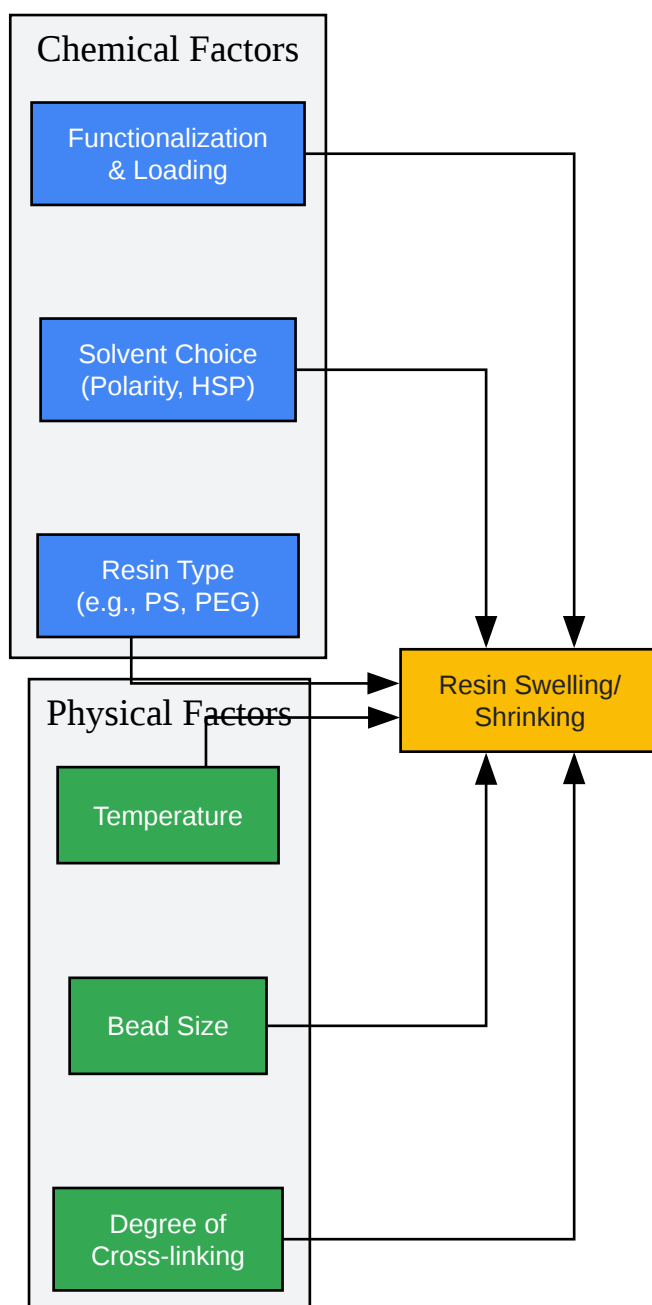 Chemical Factors
Functionalization
& Loading
Solvent Choice
(Polarity, HSP)
Resin Type
(e.g., PS, PEG)
Resin Swelling/
Shrinking
Physical Factors
Temperature
Bead Size
Degree of
Cross-linking